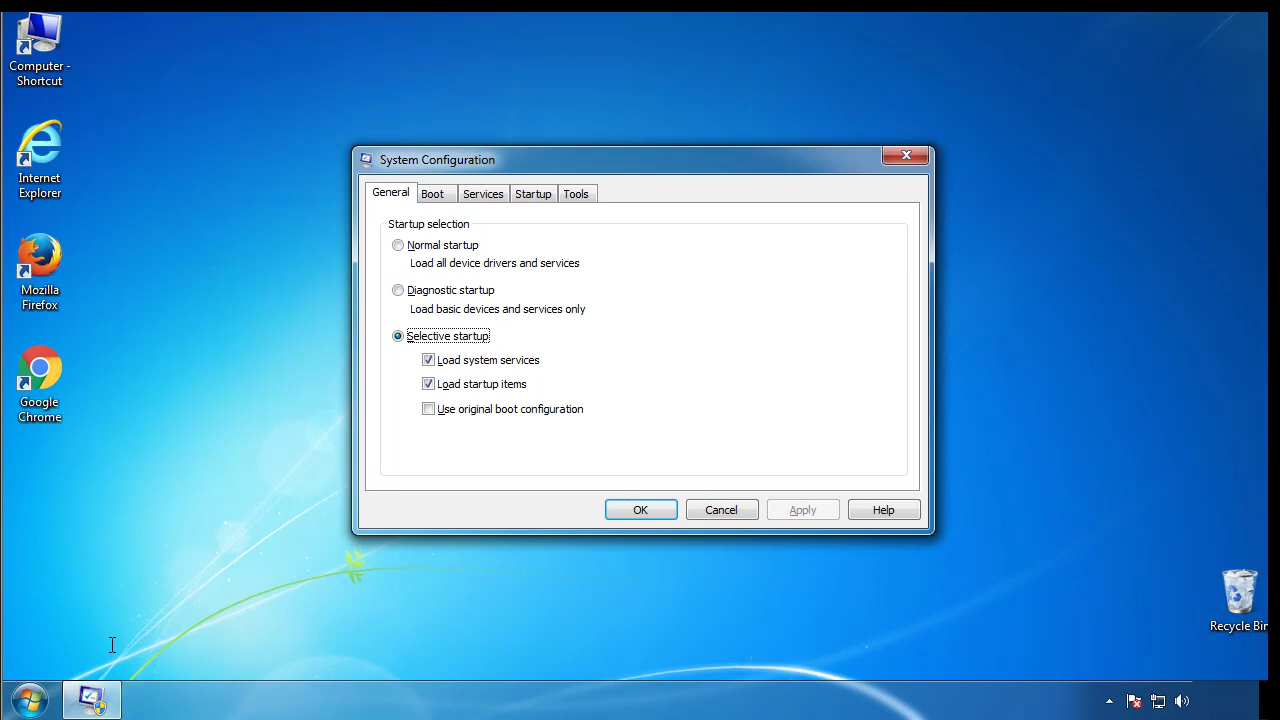 Computer -
Shortcut
Internet
Explorer
Mozilla
Firefox
Google
Chrome
System Configuration
General
Boot
Services
Startup
Tools
Startup selection
Normal startup
Load all device drivers and services
Diagnostic startup
Load basic devices and services only
Selective startup
Load system services
Load startup items
Use original boot configuration
OK
Cancel
Apply
Help
Recycle Bin